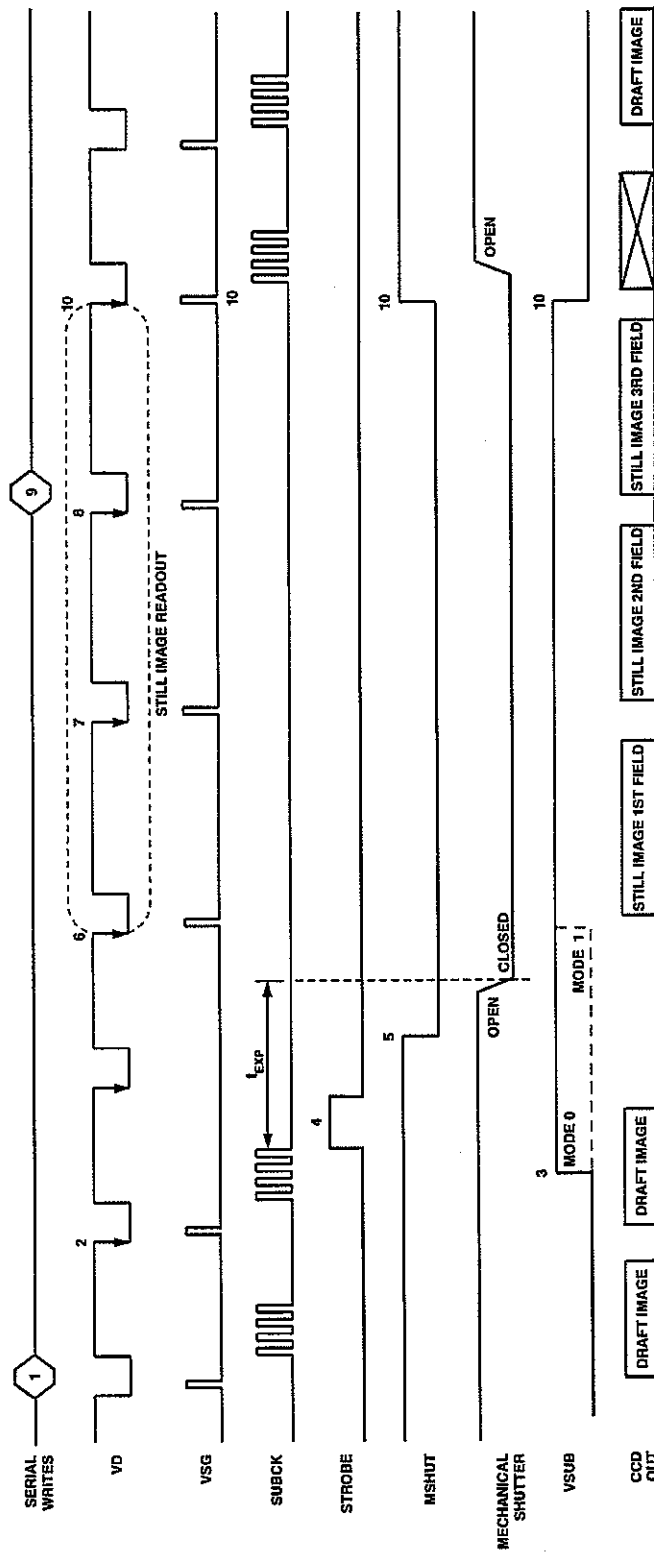 SERIAL
WRITES
1
9
VD
2
6
7
8
10
STILL IMAGE READOUT
VSG
SUBCK
tEXP
10
STROBE
4
MSHUT
5
10
MECHANICAL
SHUTTER
OPEN
CLOSED
OPEN
VSUB
3
MODE 0
MODE 1
10
CCD
OUT
DRAFT IMAGE
DRAFT IMAGE
STILL IMAGE 1ST FIELD
STILL IMAGE 2ND FIELD
STILL IMAGE 3RD FIELD
DRAFT IMAGE